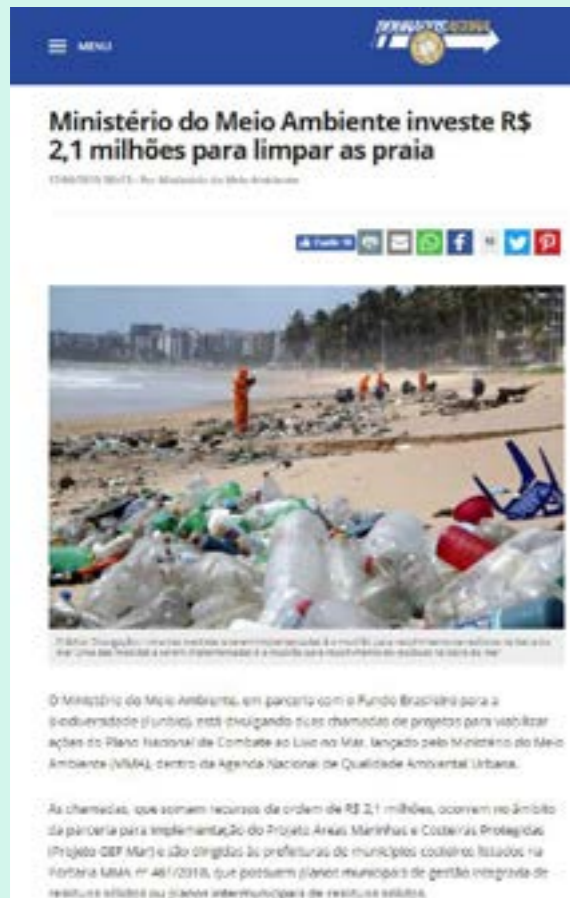 MENU
Ministério do Meio Ambiente investe R$
2,1 milhões para limpar as praia
Por Ministério do Meio Ambiente
O Ministério do Meio Ambiente, em parceria com o Fundo Brasileiro para a
Biodiversidade (Funbio), está divulgando duas chamadas de projetos para viabilizar
ações do Plano Nacional de Combate ao Lixo no Mar, lançado pelo Ministério do Meio
Ambiente (MMA), dentro da Agenda Nacional de Qualidade Ambiental Urbana.
As chamadas, que somam recursos da ordem de R$ 2,1 milhões, ocorrem no âmbito
da parceria para implementação do Projeto Áreas Marinhas e Costeiras Protegidas
(Projeto GEF Mar) e são dirigidas às prefeituras de municípios costeiros listados na
Portaria MMA nº 461/2018, que possuem planos municipais de gestão integrada de
resíduos sólidos ou planos intermunicipais de resíduos sólidos.